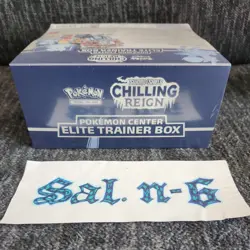 Pokémon
CHILLING
REIGN
POKÉMON CENTER
ELITE TRAINER BOX
Sal. n-6